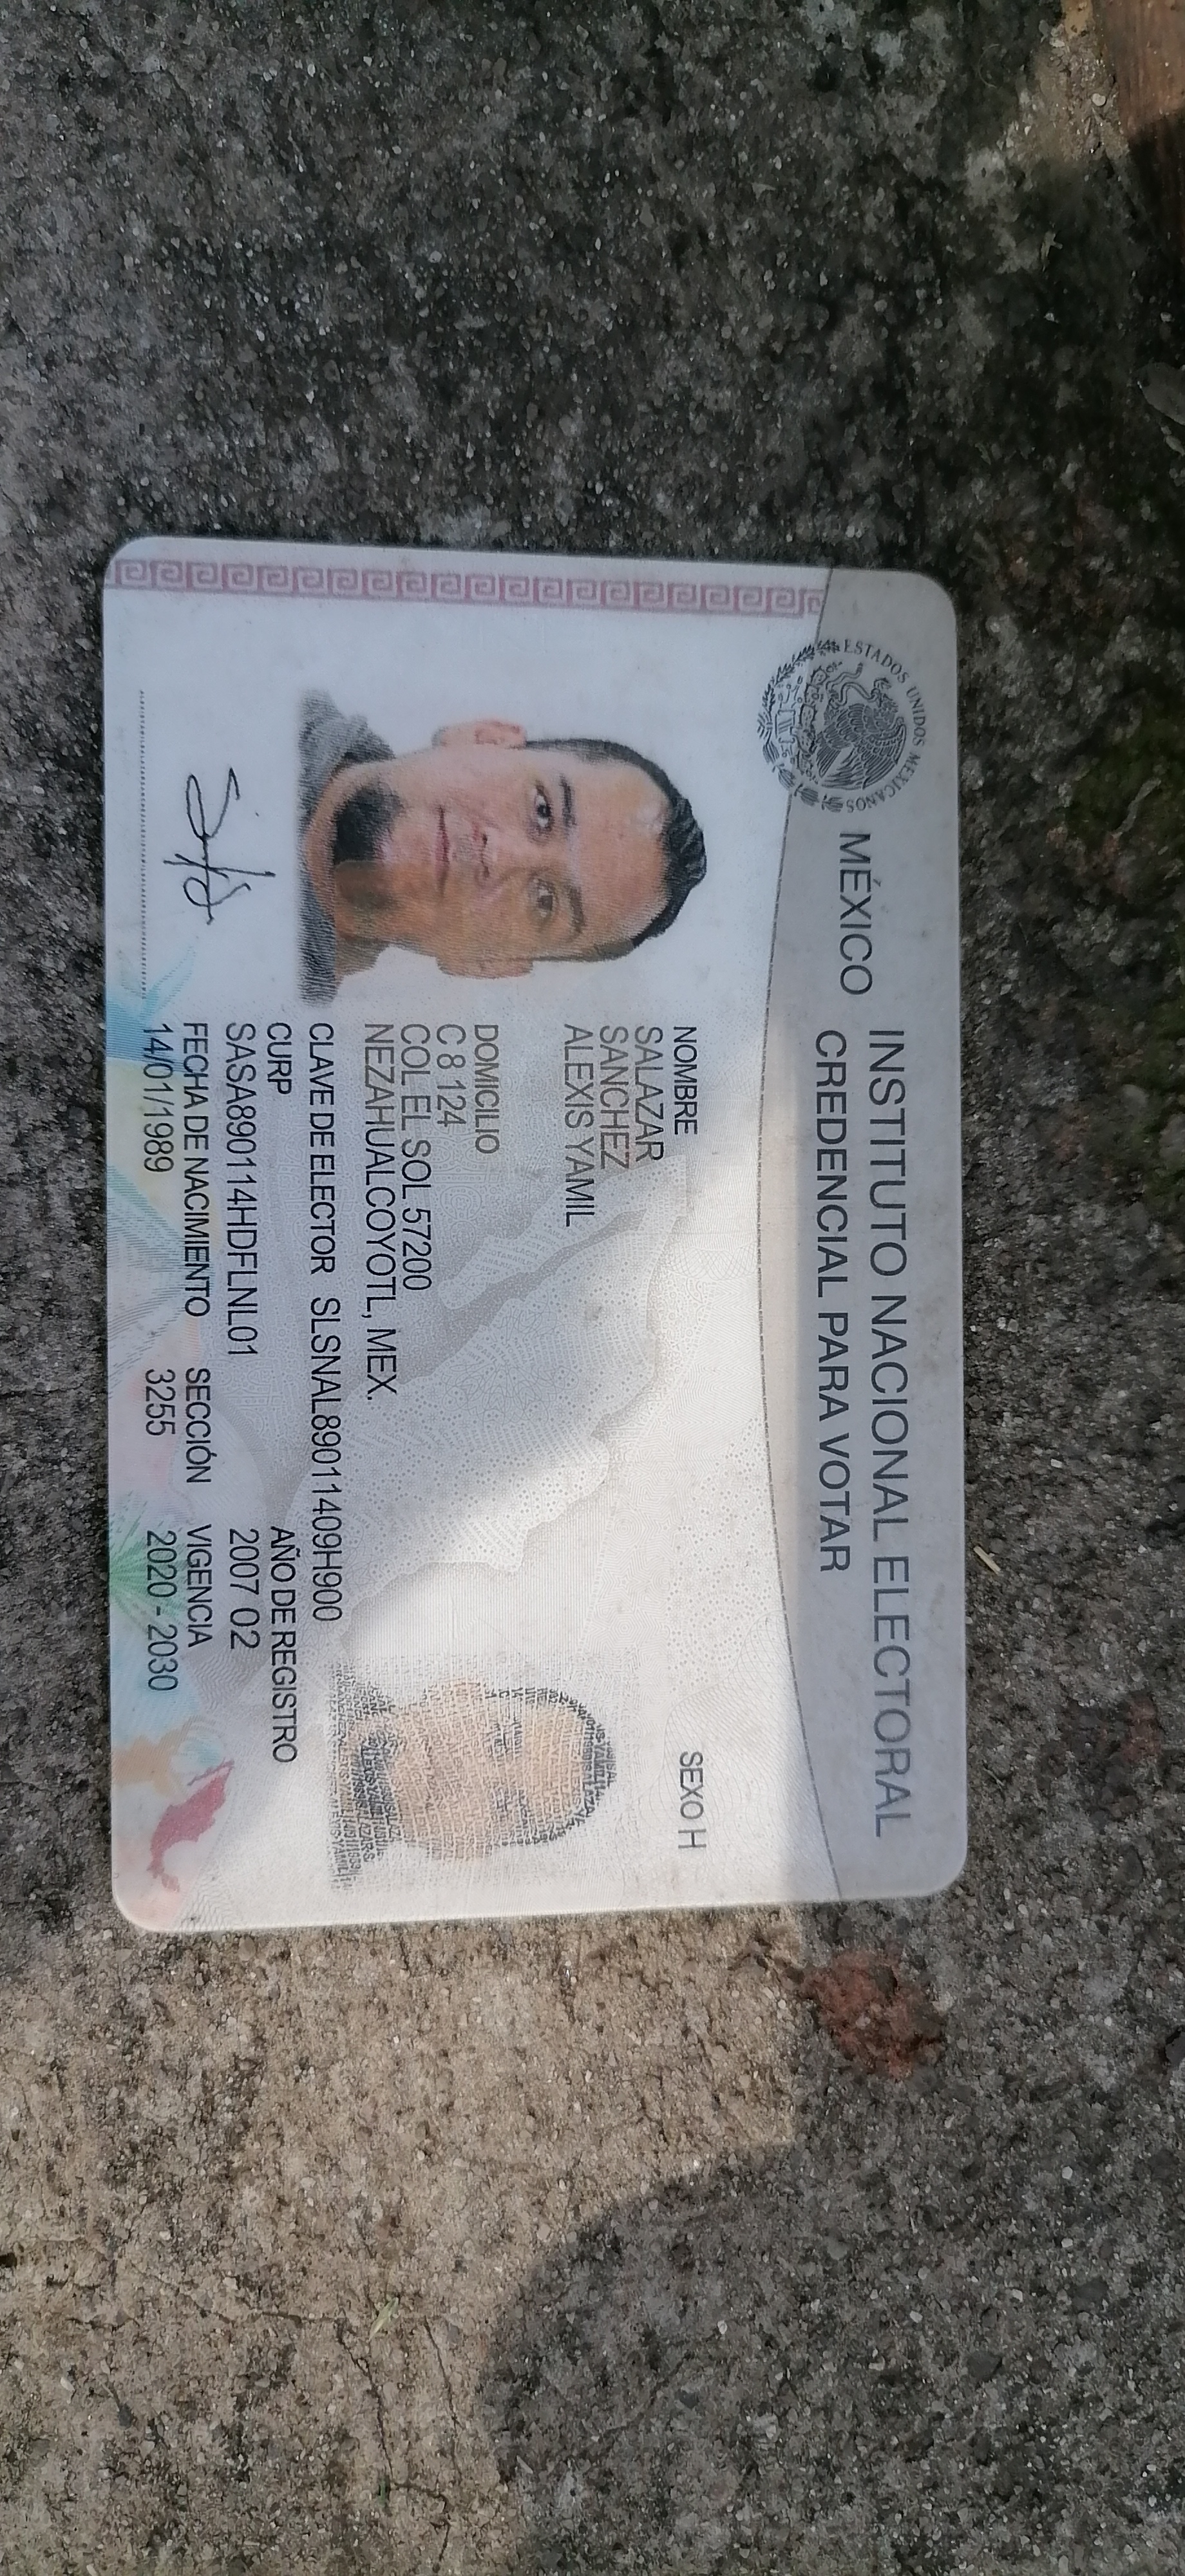 ESTADOS UNIDOS MEXICANOS
MÉXICO
INSTITUTO NACIONAL ELECTORAL
CREDENCIAL PARA VOTAR
NOMBRE
SALAZAR
SANCHEZ
ALEXIS YAMIL
SEXO H
DOMICILIO
C 8 124
COL EL SOL 57200
NEZAHUALCOYOTL, MEX.
CLAVE DE ELECTOR SLSNAL89011409H900
CURP
SASA890114HDFLNL01
AÑO DE REGISTRO
2007 02
FECHA DE NACIMIENTO
14/01/1989
SECCIÓN
3255
VIGENCIA
2020 - 2030